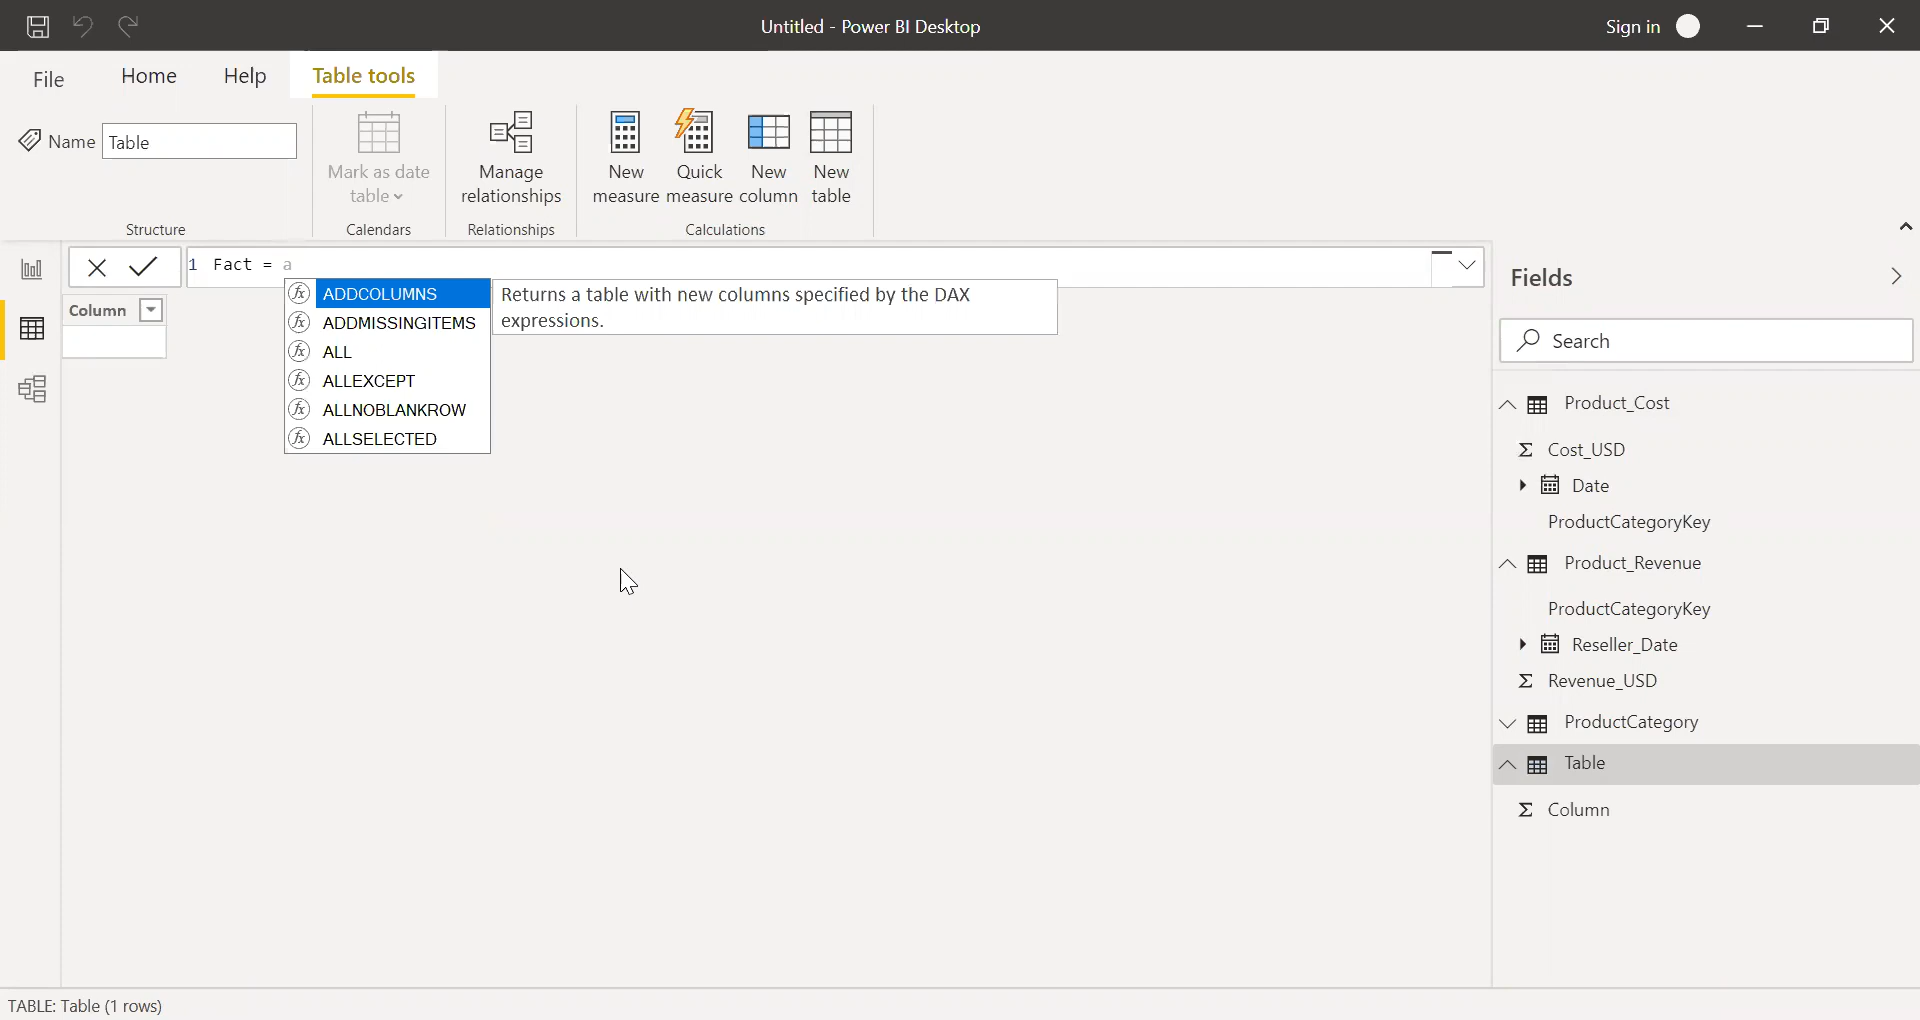 Untitled - Power BI Desktop
Sign in
File
Home
Help
Table tools
Name
Table
Mark as date
table
Manage
relationships
New
measure
Quick
measure
New
column
New
table
Structure
Calendars
Relationships
Calculations
1 Fact = a
Column
ADDCOLUMNS
ADDMISSINGITEMS
ALL
ALLEXCEPT
ALLNOBLANKROW
ALLSELECTED
Returns a table with new columns specified by the DAX
expressions.
Fields
Search
Product_Cost
Cost_USD
Date
ProductCategoryKey
Product_Revenue
ProductCategoryKey
Reseller_Date
Revenue_USD
ProductCategory
Table
Column
TABLE: Table (1 rows)